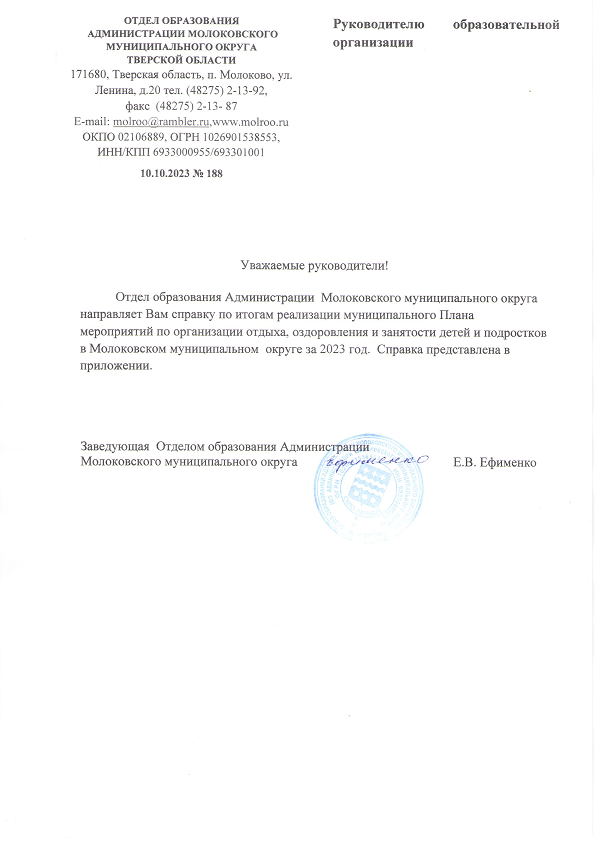 ОТДЕЛ ОБРАЗОВАНИЯ
АДМИНИСТРАЦИИ МОЛОКОВСКОГО
МУНИЦИПАЛЬНОГО ОКРУГА
ТВЕРСКОЙ ОБЛАСТИ
171680, Тверская область, п. Молоково, ул.
Ленина, д.20 тел. (48275) 2-13-92,
факс (48275) 2-13- 87
E-mail: molroo@rambler.ru,www.molroo.ru
ОКПО 02106889, ОГРН 1026901538553,
ИНН/КПП 6933000955/693301001
10.10.2023 № 188
Руководителю образовательной
организации
Уважаемые руководители!
Отдел образования Администрации Молоковского муниципального округа
направляет Вам справку по итогам реализации муниципального Плана
мероприятий по организации отдыха, оздоровления и занятости детей и подростков
в Молоковском муниципальном округе за 2023 год. Справка представлена в
приложении.
Заведующая Отделом образования Администрации
Молоковского муниципального округа Ефименко Е.В. Ефименко